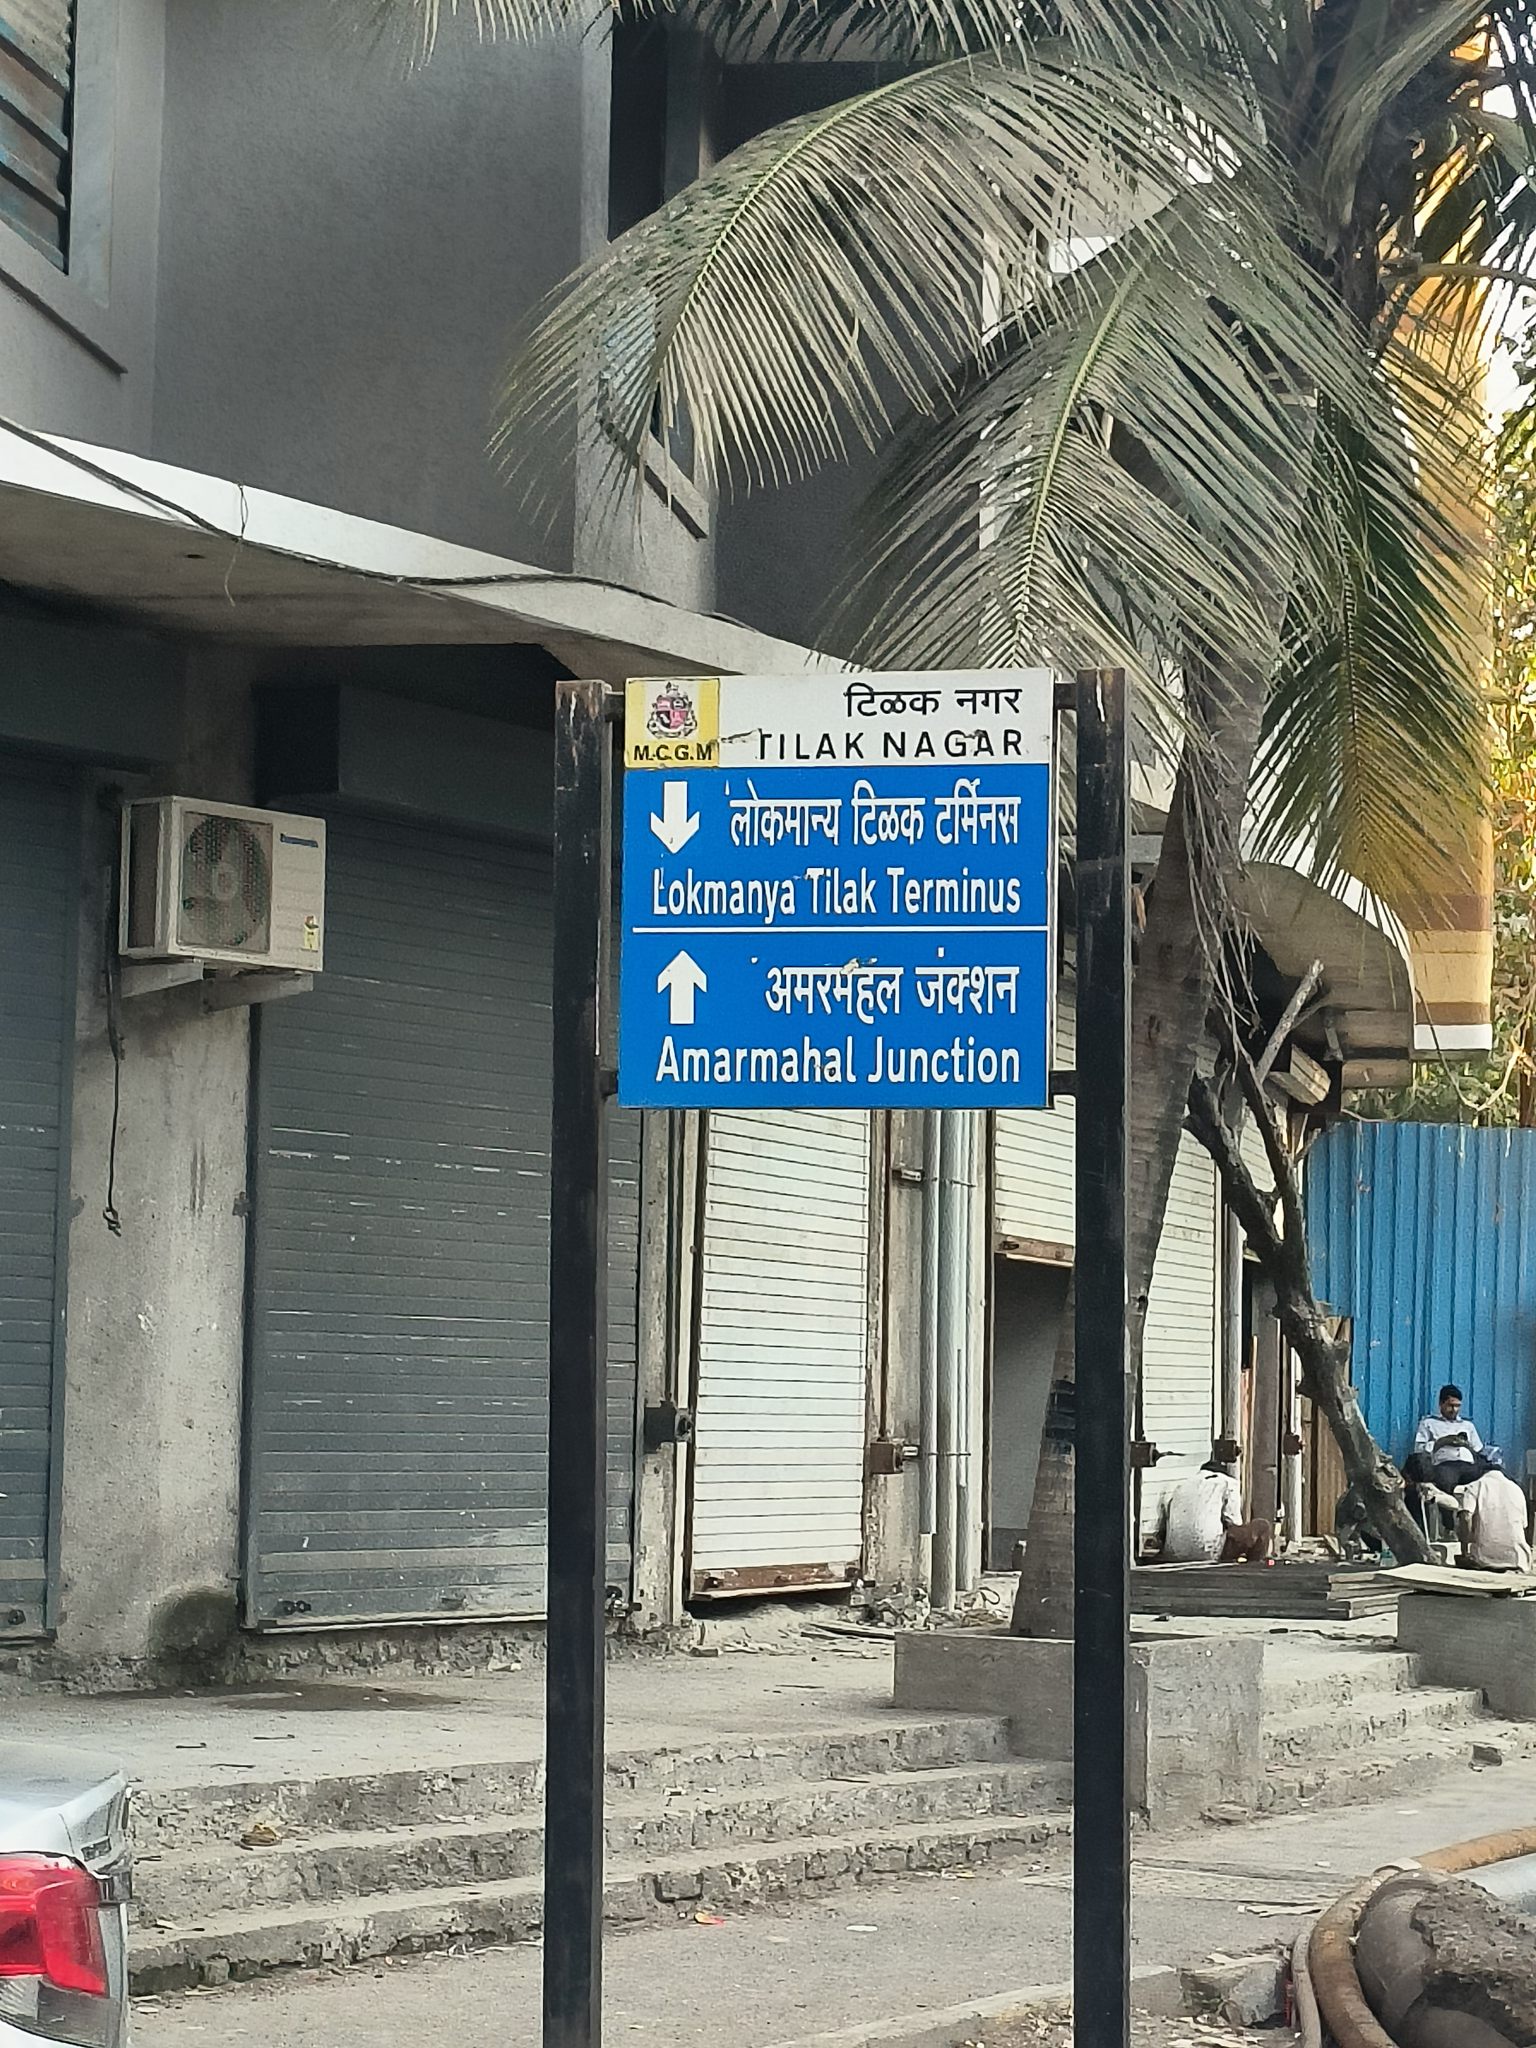 टिळक नगर
M.C.G.M
TILAK NAGAR
लोकमान्य टिळक टर्मिनस
Lokmanya Tilak Terminus
अमरमहल जंक्शन
Amarmahal Junction